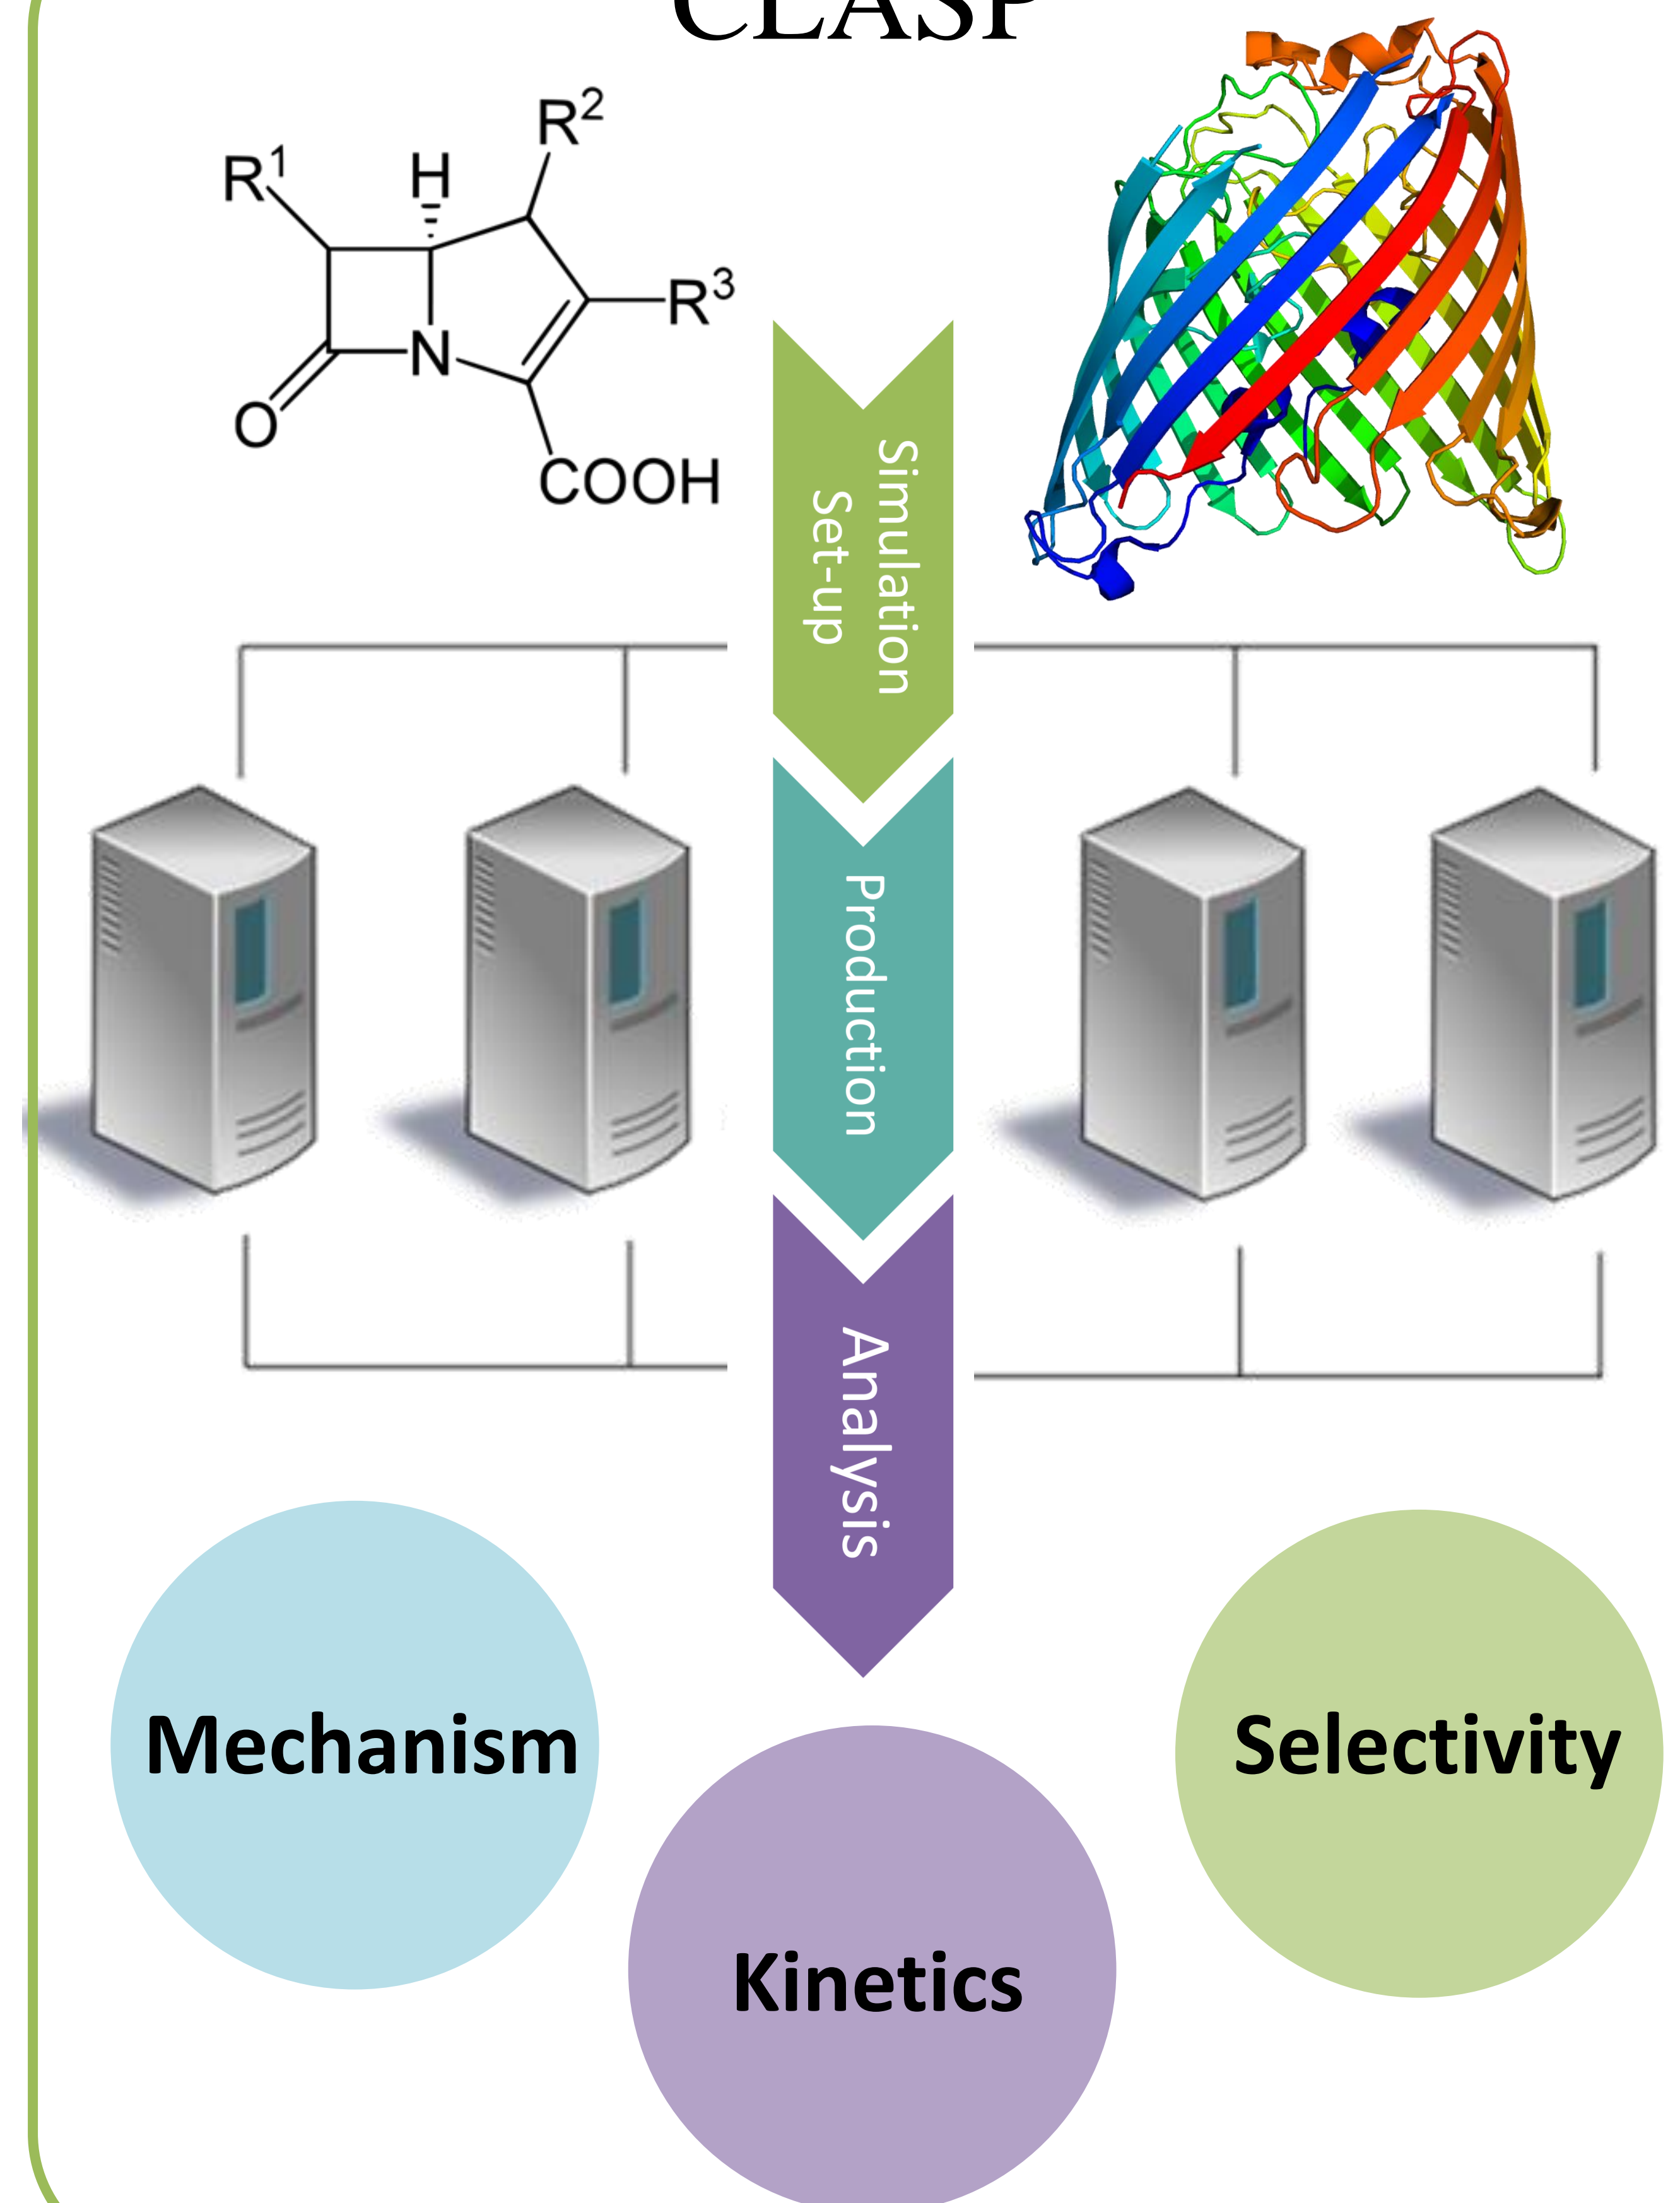 CLASP
R²
R¹
H
R³
N
O
COOH
Simulation
Set-up
Production
Analysis
Mechanism
Selectivity
Kinetics